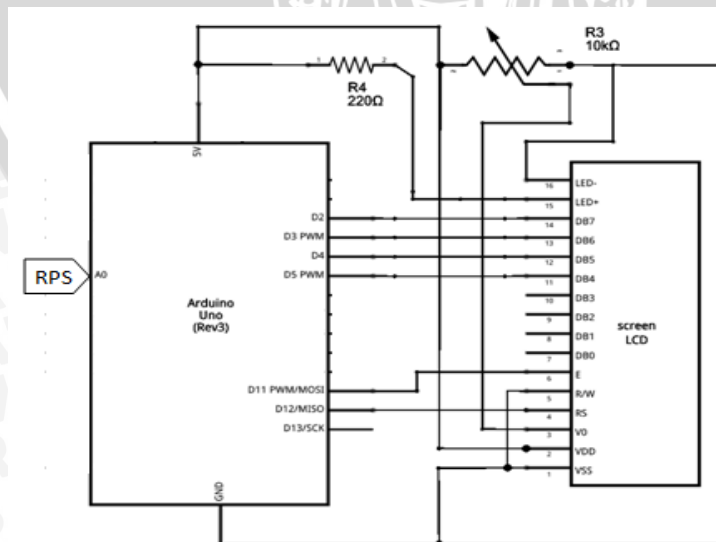 R3
10kΩ
1
2
R4
220Ω
5V
16
LED-
15
LED+
D2
14
DB7
D3 PWM
13
DB6
D4
12
DB5
D5 PWM
11
DB4
RPS
A0
10
DB3
Arduino
Uno
(Rev3)
9
DB2
screen
LCD
8
DB1
7
DB0
6
E
D11 PWM/MOSI
5
R/W
D12/MISO
4
RS
D13/SCK
3
V0
2
VDD
1
VSS
GND